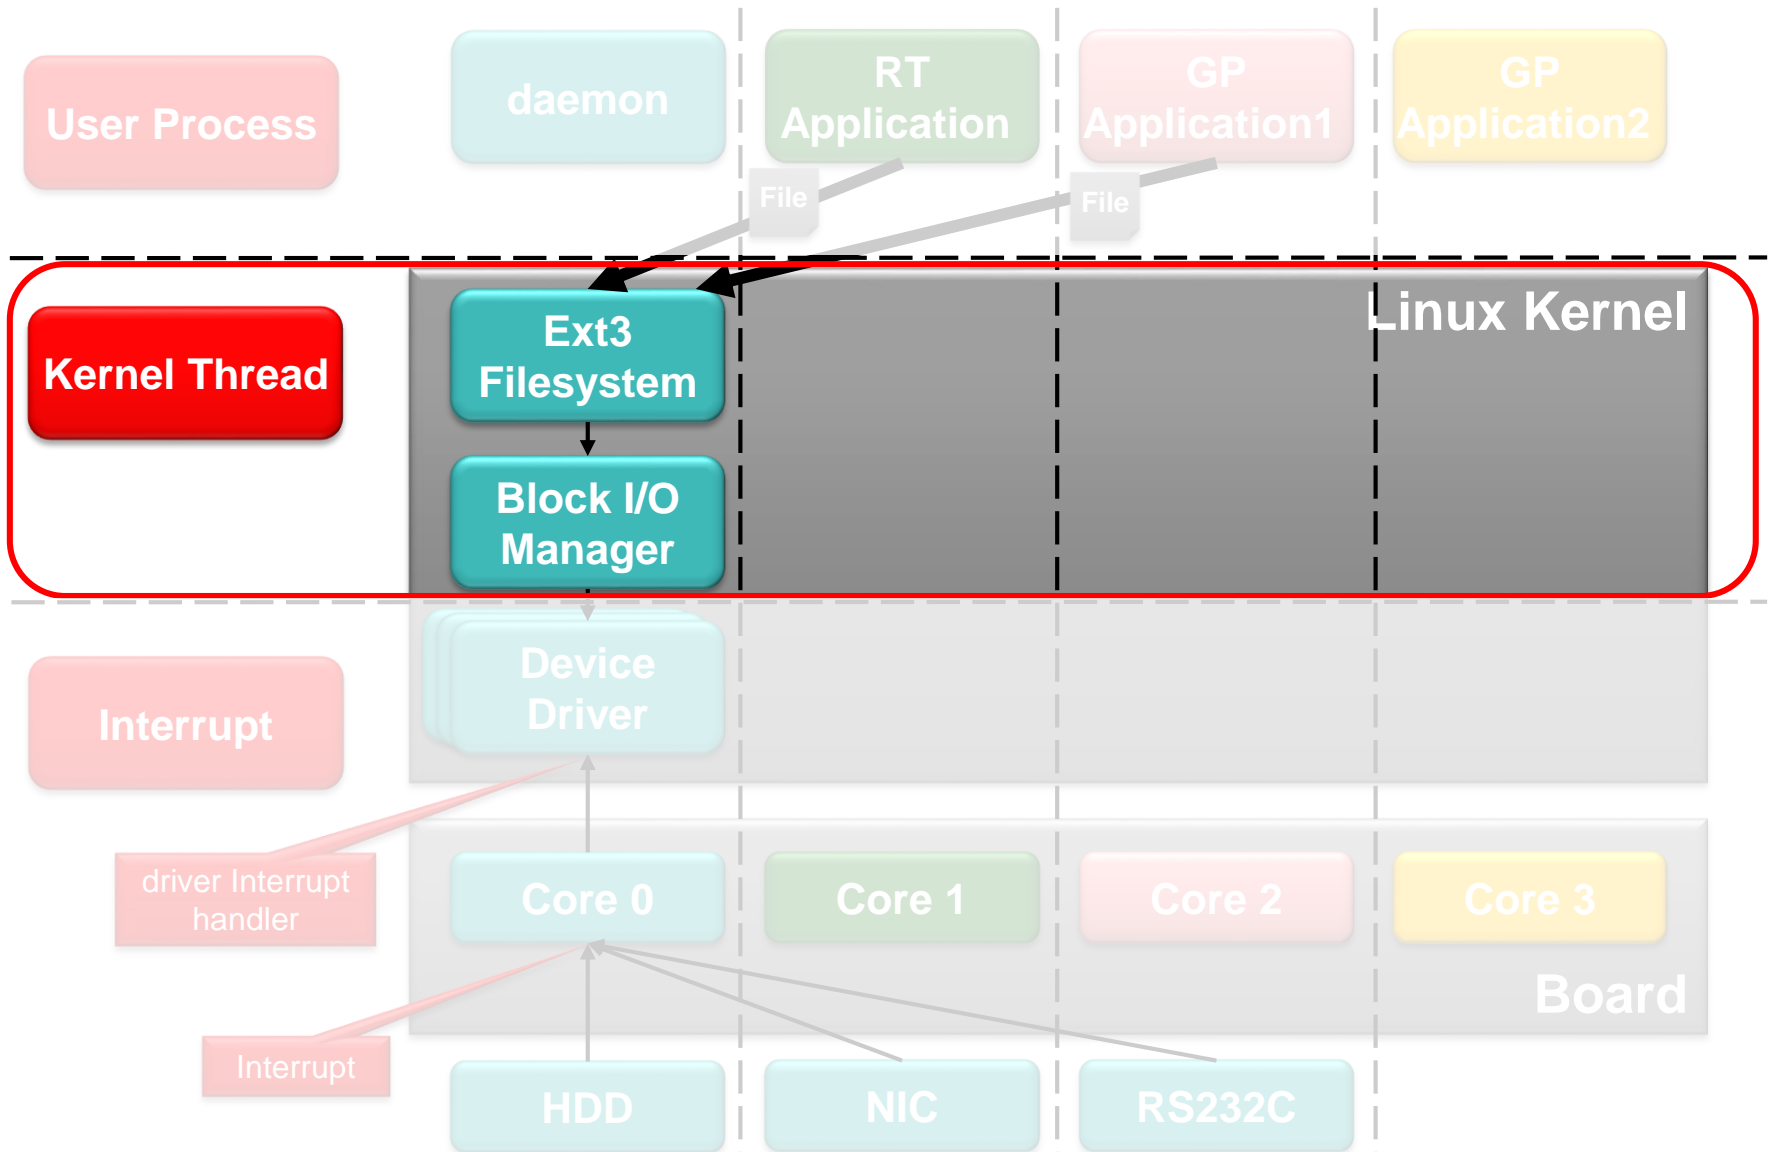 User Process
daemon
RT
Application
GP
Application1
GP
Application2
File
File
Linux Kernel
Kernel Thread
Ext3
Filesystem
Block I/O
Manager
Interrupt
Device
Driver
driver Interrupt
handler
Core 0
Core 1
Core 2
Core 3
Board
Interrupt
HDD
NIC
RS232C